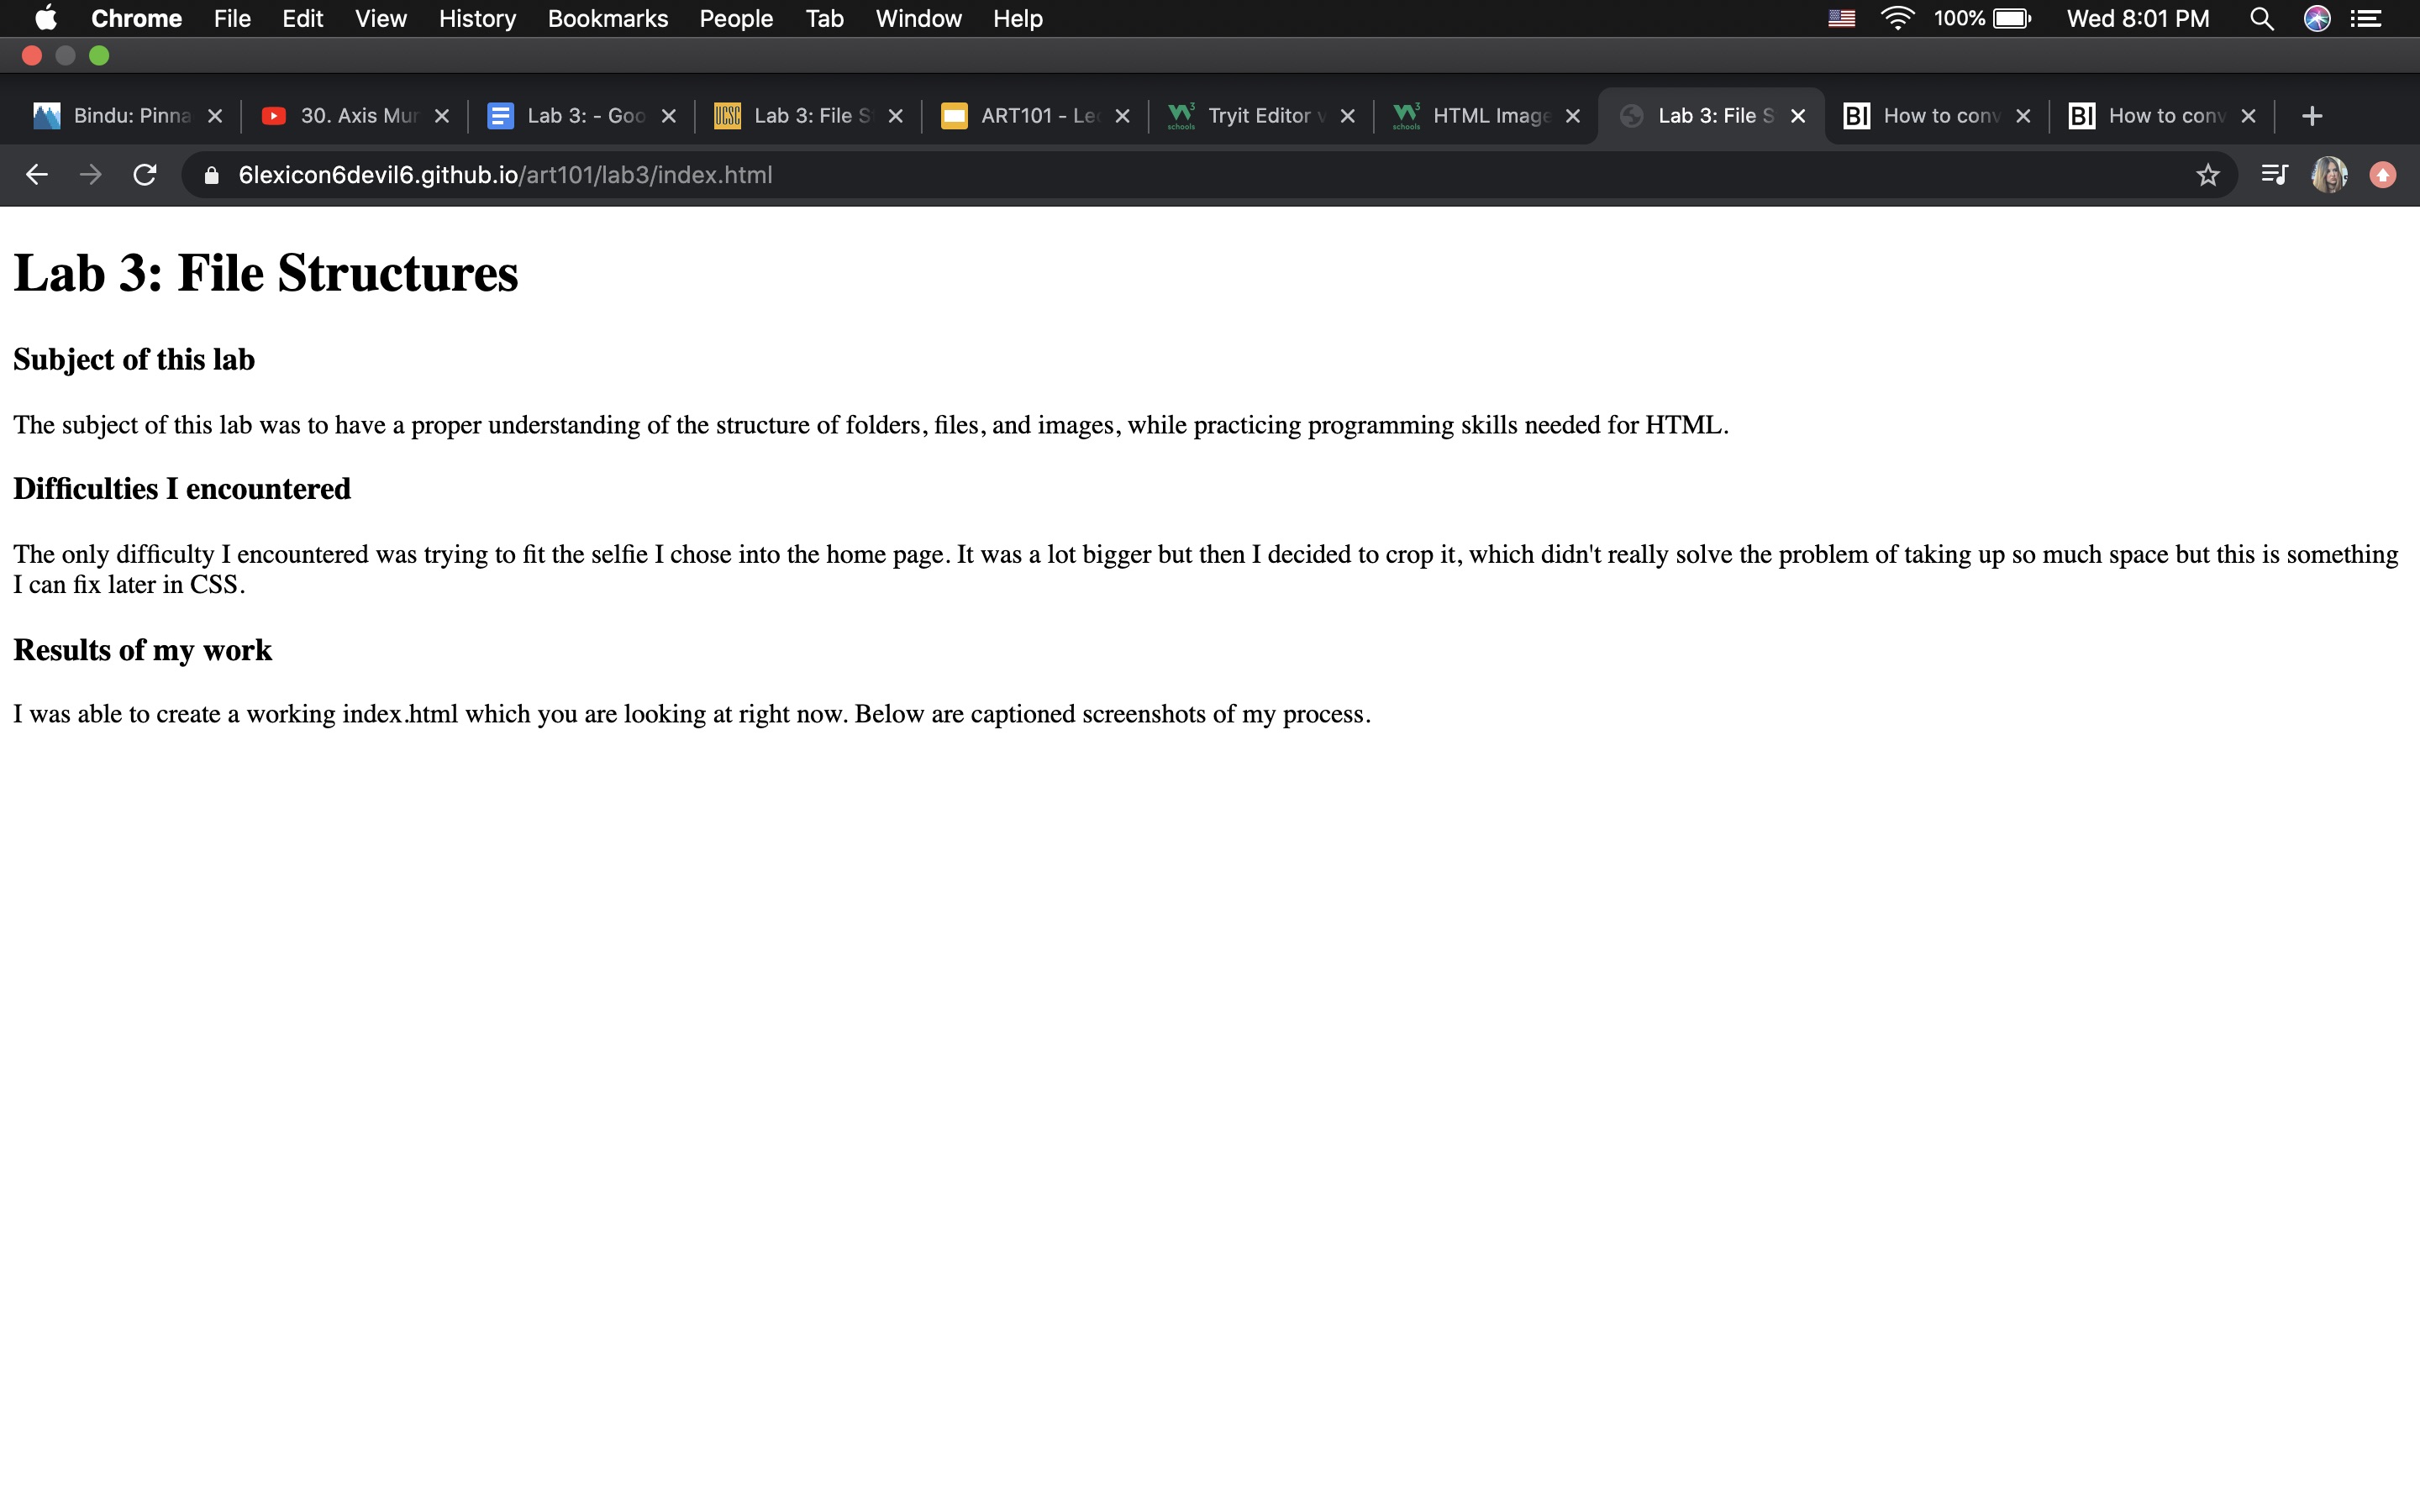 Chrome File Edit View History Bookmarks People Tab Window Help 100% Wed 8:01 PM
Bindu: Pinna 30. Axis Mur Lab 3: - Goo UCSC Lab 3: File S ART101 - Le W3 schools Tryit Editor v W3 schools HTML Image Lab 3: File S BI How to conv BI How to conv
6lexicon6devil6.github.io/art101/lab3/index.html
Lab 3: File Structures
Subject of this lab
The subject of this lab was to have a proper understanding of the structure of folders, files, and images, while practicing programming skills needed for HTML.
Difficulties I encountered
The only difficulty I encountered was trying to fit the selfie I chose into the home page. It was a lot bigger but then I decided to crop it, which didn't really solve the problem of taking up so much space but this is something
I can fix later in CSS.
Results of my work
I was able to create a working index.html which you are looking at right now. Below are captioned screenshots of my process.